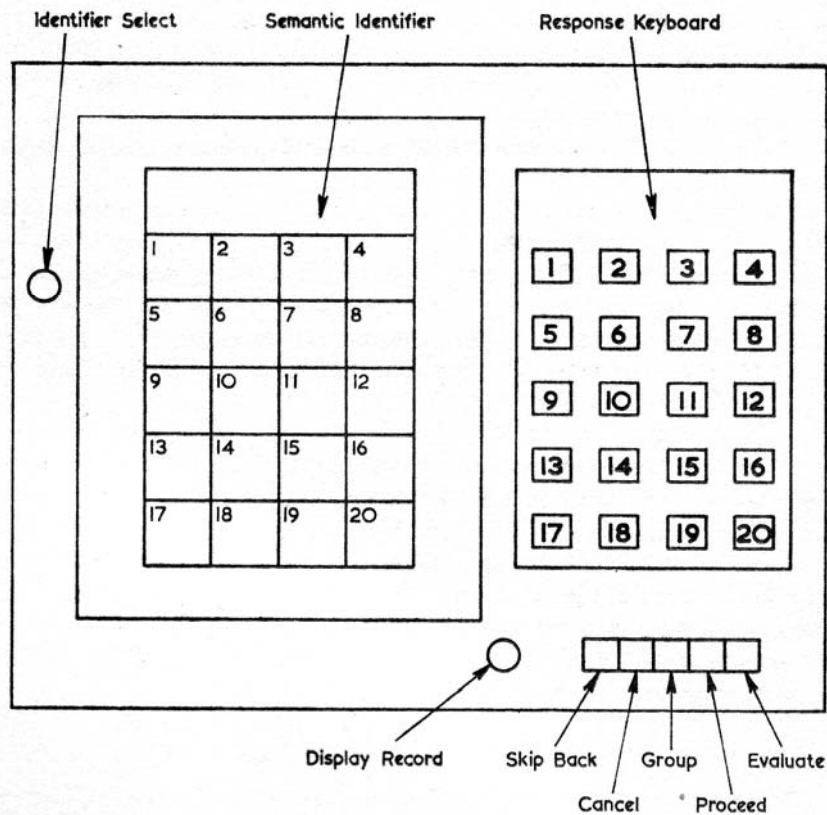 Identifier Select Semantic Identifier Response Keyboard
1 2 3 4
5 6 7 8
9 10 11 12
13 14 15 16
17 18 19 20
1 2 3 4
5 6 7 8
9 10 11 12
13 14 15 16
17 18 19 20
Display Record Skip Back Group Evaluate
Cancel Proceed